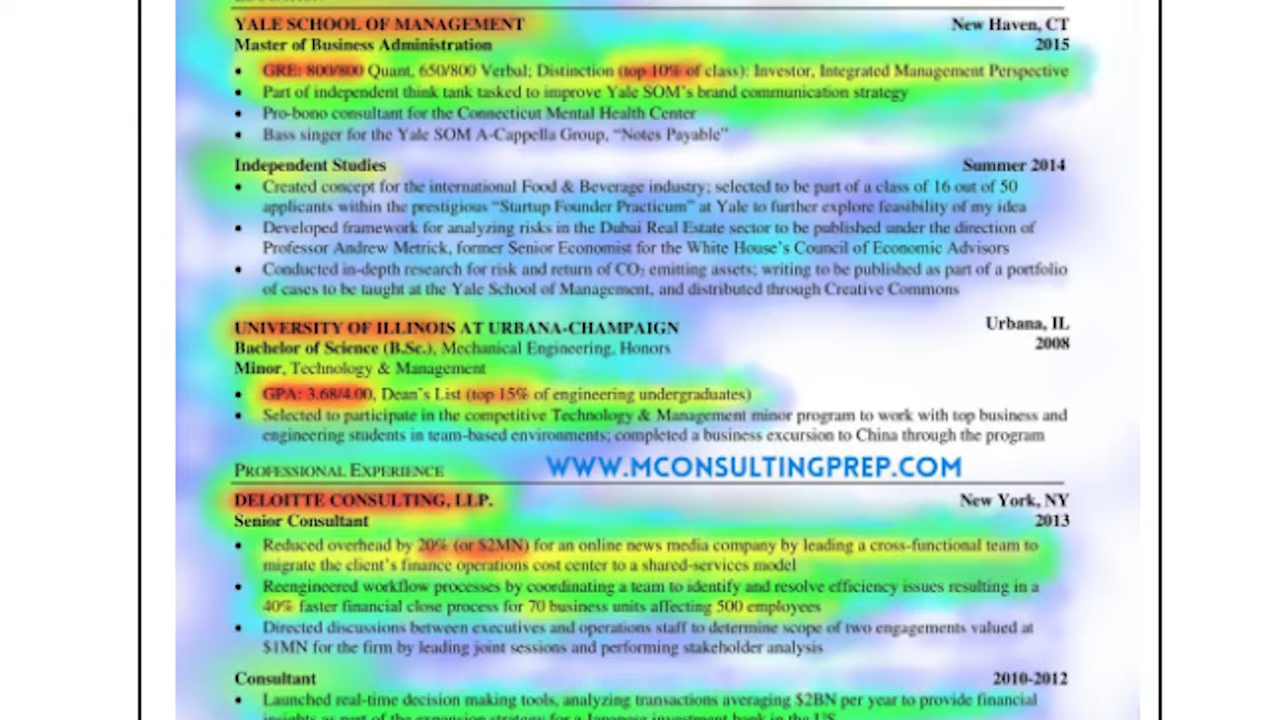 YALE SCHOOL OF MANAGEMENT New Haven, CT
Master of Business Administration 2015
• GRE: 800/800 Quant, 650/800 Verbal; Distinction (top 10% of class): Investor, Integrated Management Perspective
• Part of independent think tank tasked to improve Yale SOM's brand communication strategy
• Pro-bono consultant for the Connecticut Mental Health Center
• Bass singer for the Yale SOM A-Cappella Group, "Notes Payable"
Independent Studies Summer 2014
• Created concept for the international Food & Beverage industry; selected to be part of a class of 16 out of 50
applicants within the prestigious "Startup Founder Practicum" at Yale to further explore feasibility of my idea
• Developed framework for analyzing risks in the Dubai Real Estate sector to be published under the direction of
Professor Andrew Metrick, former Senior Economist for the White House's Council of Economic Advisors
• Conducted in-depth research for risk and return of CO₂ emitting assets; writing to be published as part of a portfolio
of cases to be taught at the Yale School of Management, and distributed through Creative Commons
UNIVERSITY OF ILLINOIS AT URBANA-CHAMPAIGN Urbana, IL
Bachelor of Science (B.Sc.), Mechanical Engineering, Honors 2008
Minor, Technology & Management
• GPA: 3.68/4.00, Dean's List (top 15% of engineering undergraduates)
• Selected to participate in the competitive Technology & Management minor program to work with top business and
engineering students in team-based environments; completed a business excursion to China through the program
PROFESSIONAL EXPERIENCE WWW.MCONSULTINGPREP.COM
DELOITTE CONSULTING, LLP. New York, NY
Senior Consultant 2013
• Reduced overhead by 20% (or $2MN) for an online news media company by leading a cross-functional team to
migrate the client's finance operations cost center to a shared-services model
• Reengineered workflow processes by coordinating a team to identify and resolve efficiency issues resulting in a
40% faster financial close process for 70 business units affecting 500 employees
• Directed discussions between executives and operations staff to determine scope of two engagements valued at
$1MN for the firm by leading joint sessions and performing stakeholder analysis
Consultant 2010-2012
• Launched real-time decision making tools, analyzing transactions averaging $2BN per year to provide financial
insights as part of the expansion strategy for a Japanese investment bank in the US